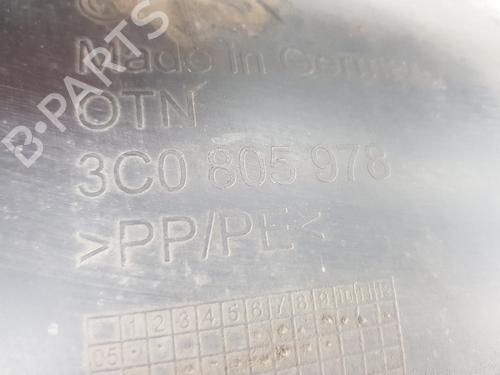 Made in Germany
OTN
3C0 805 978
>PP/PE<
1 2 3 4 5 6 7 8 9 10 11 12
05
B-PARTS